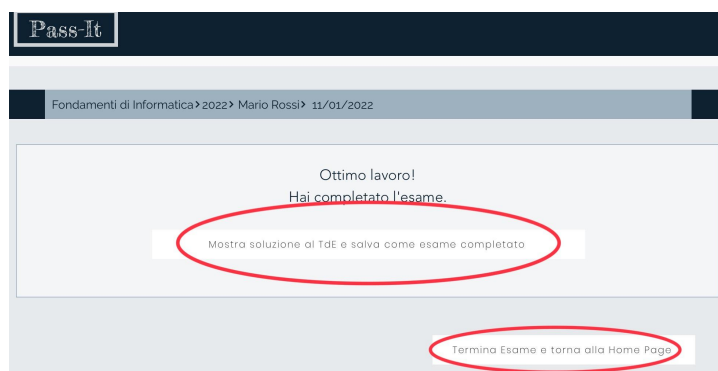 Pass-It
Fondamenti di Informatica > 2022 > Mario Rossi > 11/01/2022
Ottimo lavoro!
Hai completato l'esame.
Mostra soluzione al TdE e salva come esame completato
Termina Esame e torna alla Home Page